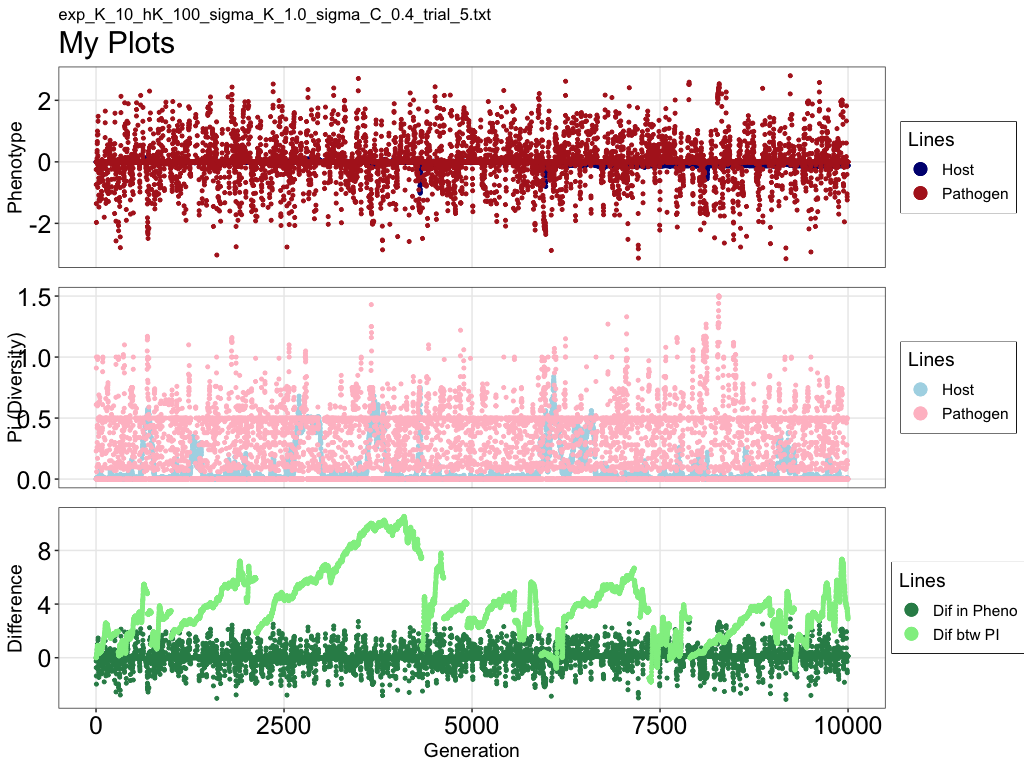 exp_K_10_hK_100_sigma_K_1.0_sigma_C_0.4_trial_5.txt
My Plots
Phenotype
2
0
-2
Lines
Host
Pathogen
Pi (Diversity)
1.5
1.0
0.5
0.0
Lines
Host
Pathogen
Difference
8
4
0
Lines
Dif in Pheno
Dif btw PI
0 2500 5000 7500 10000
Generation